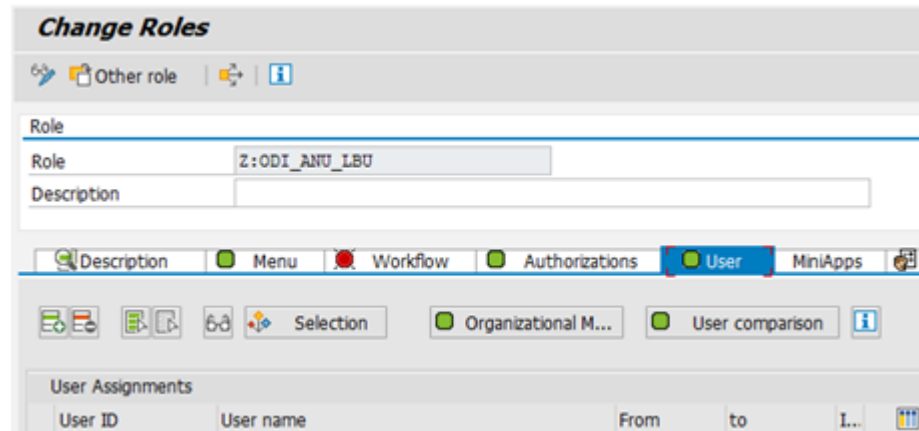 Change Roles
Other role
Role
Role Z:ODI_ANU_LBU
Description
Description Menu Workflow Authorizations User MiniApps
Selection Organizational M... User comparison
User Assignments
User ID User name From to I...